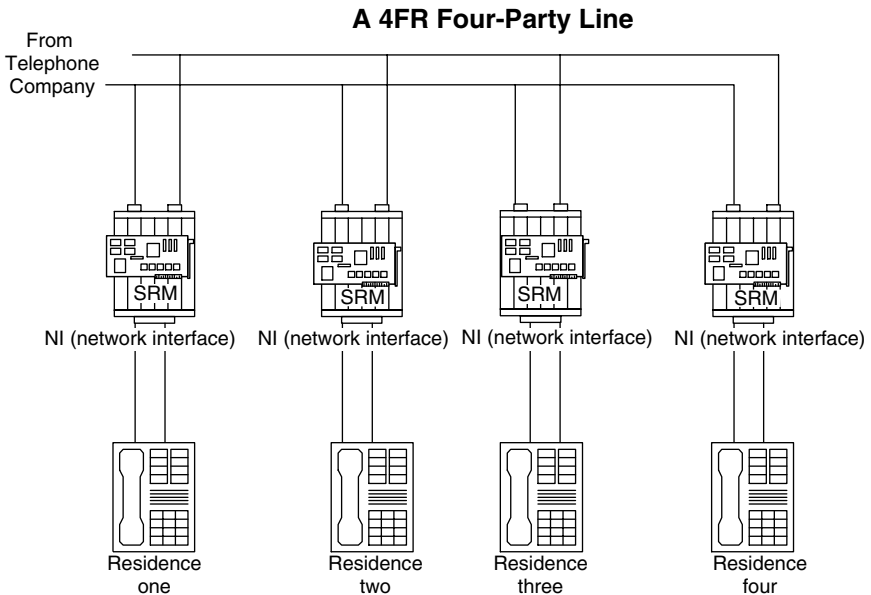 A 4FR Four-Party Line
From
Telephone
Company
SRM
SRM
SRM
SRM
NI (network interface)
NI (network interface)
NI (network interface)
NI (network interface)
Residence
one
Residence
two
Residence
three
Residence
four